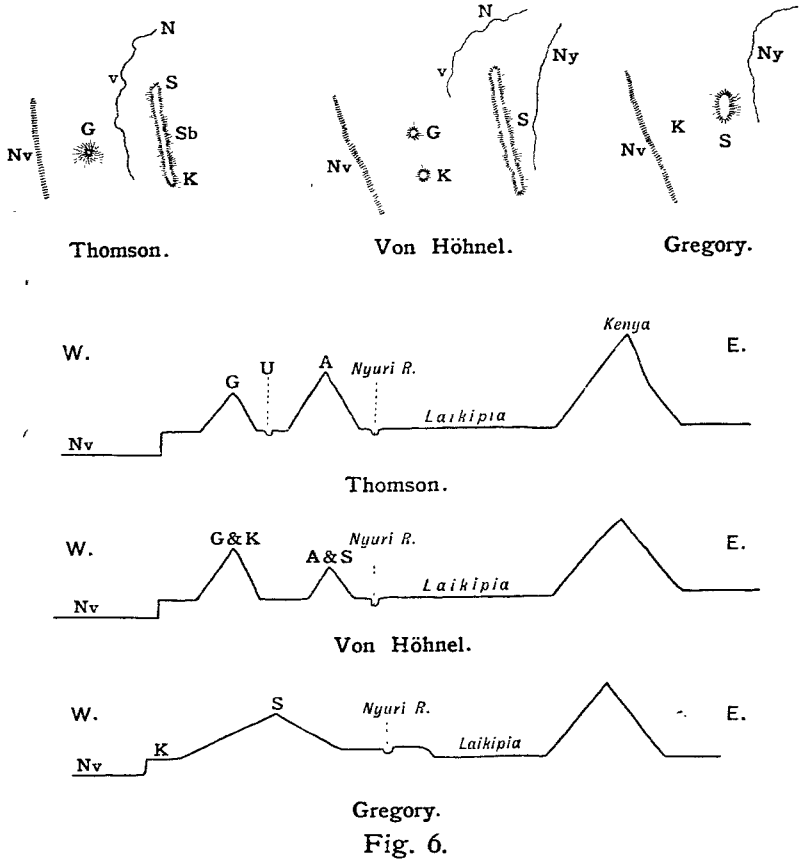 N
v
S
G
Sb
Nv
K
Thomson.
N
v
Ny
G
S
Nv
K
Von Höhnel.
Ny
K
Nv
S
Gregory.
Kenya
W. G U A Nyuri R. E.
Laikipia
Nv
Thomson.
W. G & K A & S Nyuri R. E.
Laikipia
Nv
Von Höhnel.
W. S Nyuri R. E.
K Laikipia
Nv
Gregory.
Fig. 6.